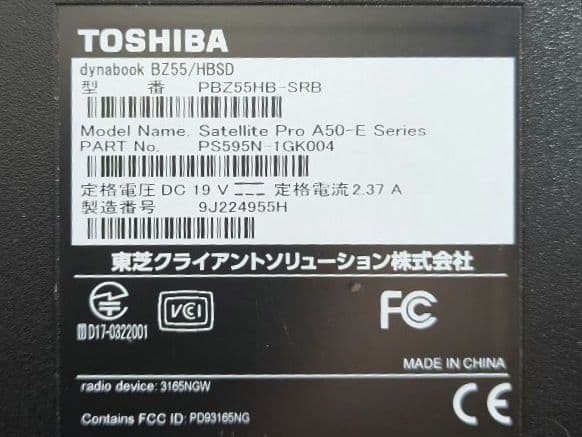 TOSHIBA
dynabook BZ55/HBSD
型 番 PBZ55HB-SRB
Model Name. Satellite Pro A50-E Series
PART No. PS595N-1GK004
定格電圧 DC 19 V 定格電流 2.37 A
製造番号 9J224955H
東芝クライアントソリューション株式会社
VCI FC
D17-0322001
MADE IN CHINA
radio device: 3165NGW
CE
Contains FCC ID: PD93165NG